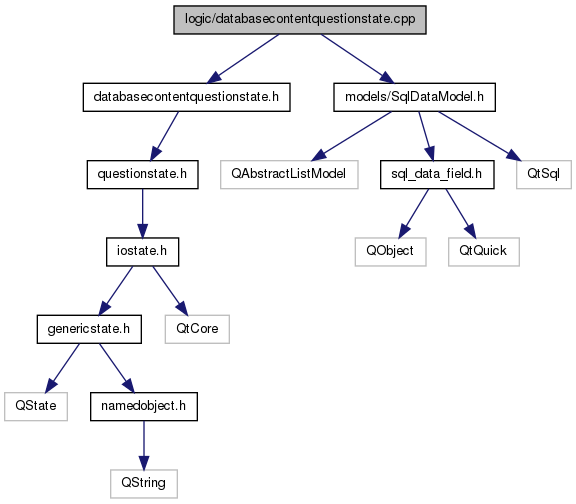 logic/databasecontentquestionstate.cpp
databasecontentquestionstate.h
models/SqlDataModel.h
questionstate.h
QAbstractListModel
sql_data_field.h
QtSql
iostate.h
QObject
QtQuick
genericstate.h
QtCore
QState
namedobject.h
QString